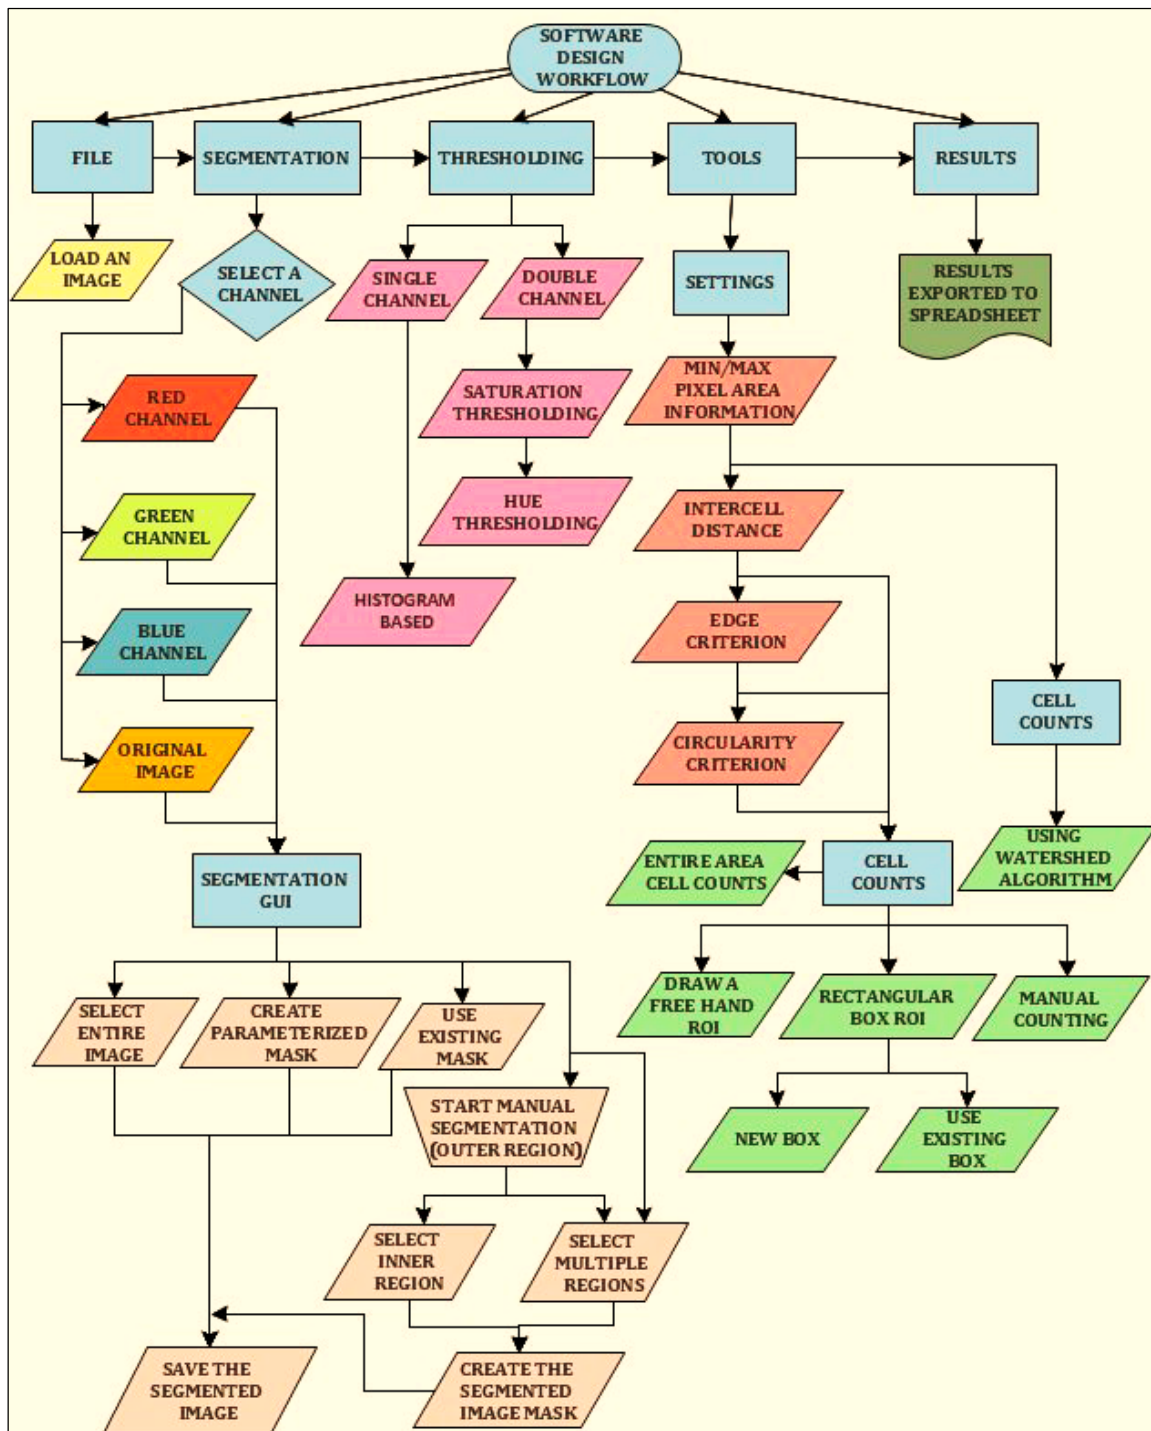 SOFTWARE
DESIGN
WORKFLOW
FILE
SEGMENTATION
THRESHOLDING
TOOLS
RESULTS
LOAD AN
IMAGE
SELECT A
CHANNEL
SINGLE
CHANNEL
DOUBLE
CHANNEL
SETTINGS
RESULTS
EXPORTED TO
SPREADSHEET
RED
CHANNEL
SATURATION
THRESHOLDING
MIN/MAX
PIXEL AREA
INFORMATION
GREEN
CHANNEL
HUE
THRESHOLDING
INTERCELL
DISTANCE
HISTOGRAM
BASED
BLUE
CHANNEL
EDGE
CRITERION
CELL
COUNTS
ORIGINAL
IMAGE
CIRCULARITY
CRITERION
SEGMENTATION
GUI
ENTIRE AREA
CELL COUNTS
CELL
COUNTS
USING
WATERSHED
ALGORITHM
SELECT
ENTIRE
IMAGE
CREATE
PARAMETERIZED
MASK
USE
EXISTING
MASK
DRAW A
FREE HAND
ROI
RECTANGULAR
BOX ROI
MANUAL
COUNTING
START MANUAL
SEGMENTATION
(OUTER REGION)
NEW BOX
USE
EXISTING
BOX
SELECT
INNER
REGION
SELECT
MULTIPLE
REGIONS
SAVE THE
SEGMENTED
IMAGE
CREATE THE
SEGMENTED
IMAGE MASK